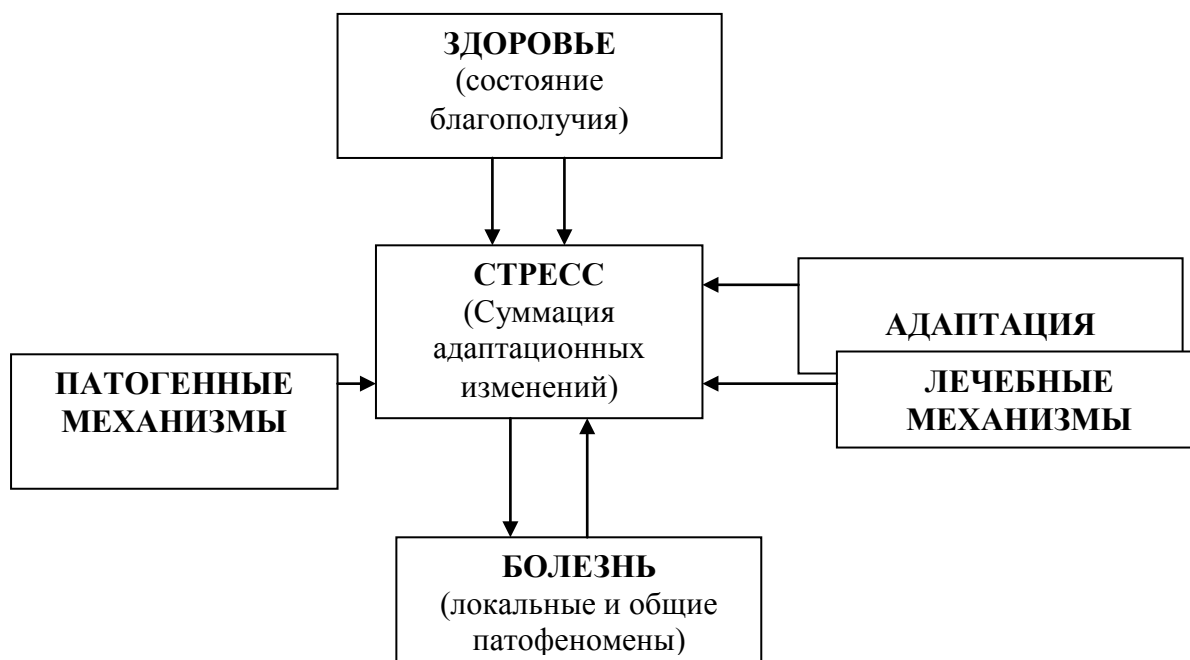 ЗДОРОВЬЕ
(состояние
благополучия)
СТРЕСС
(Суммация
адаптационных
изменений)
АДАПТАЦИЯ
ПАТОГЕННЫЕ
МЕХАНИЗМЫ
ЛЕЧЕБНЫЕ
МЕХАНИЗМЫ
БОЛЕЗНЬ
(локальные и общие
патофеномены)